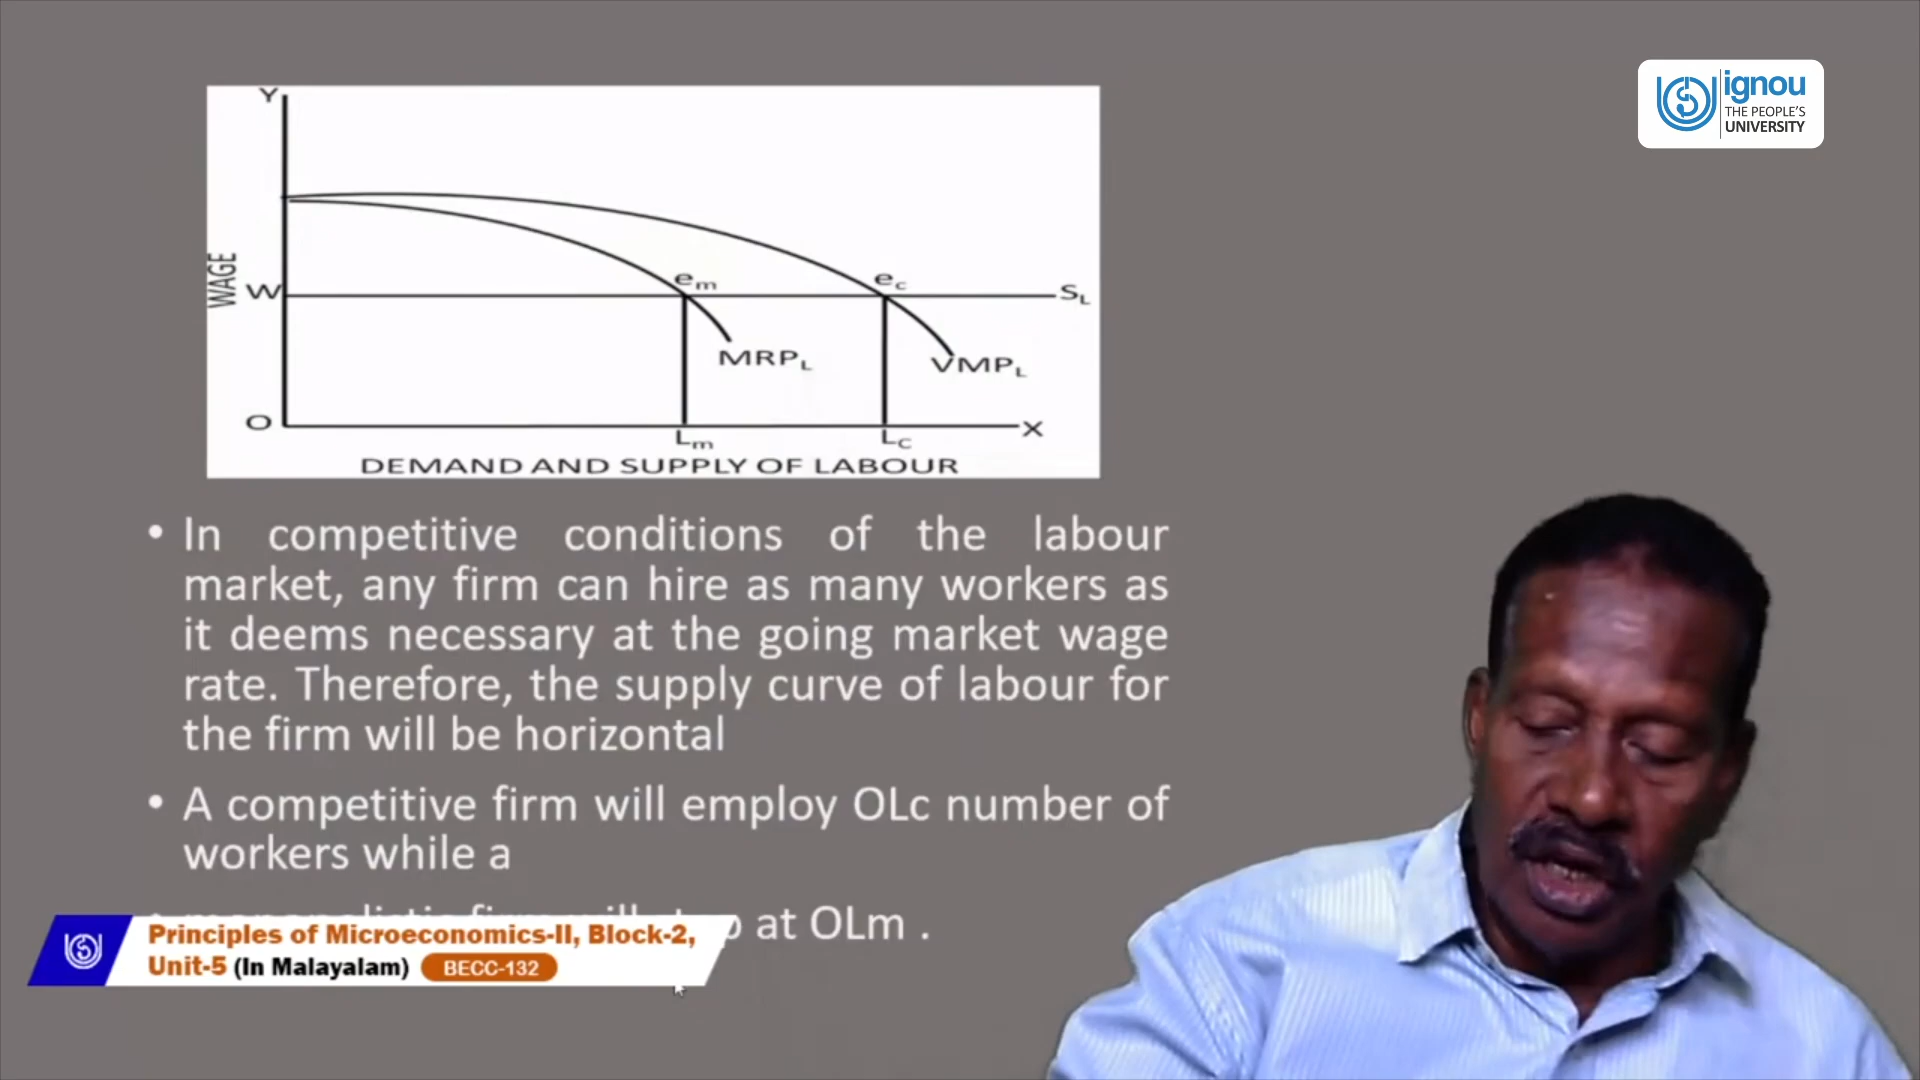 Y
ignou
THE PEOPLE'S
UNIVERSITY
WAGE
W
em
ec
SL
MRPL
VMPL
O
Lm
Lc
X
DEMAND AND SUPPLY OF LABOUR
• In competitive conditions of the labour
market, any firm can hire as many workers as
it deems necessary at the going market wage
rate. Therefore, the supply curve of labour for
the firm will be horizontal
• A competitive firm will employ OLc number of
workers while a
at OLm .
Principles of Microeconomics-II, Block-2,
Unit-5 (In Malayalam) BECC-132